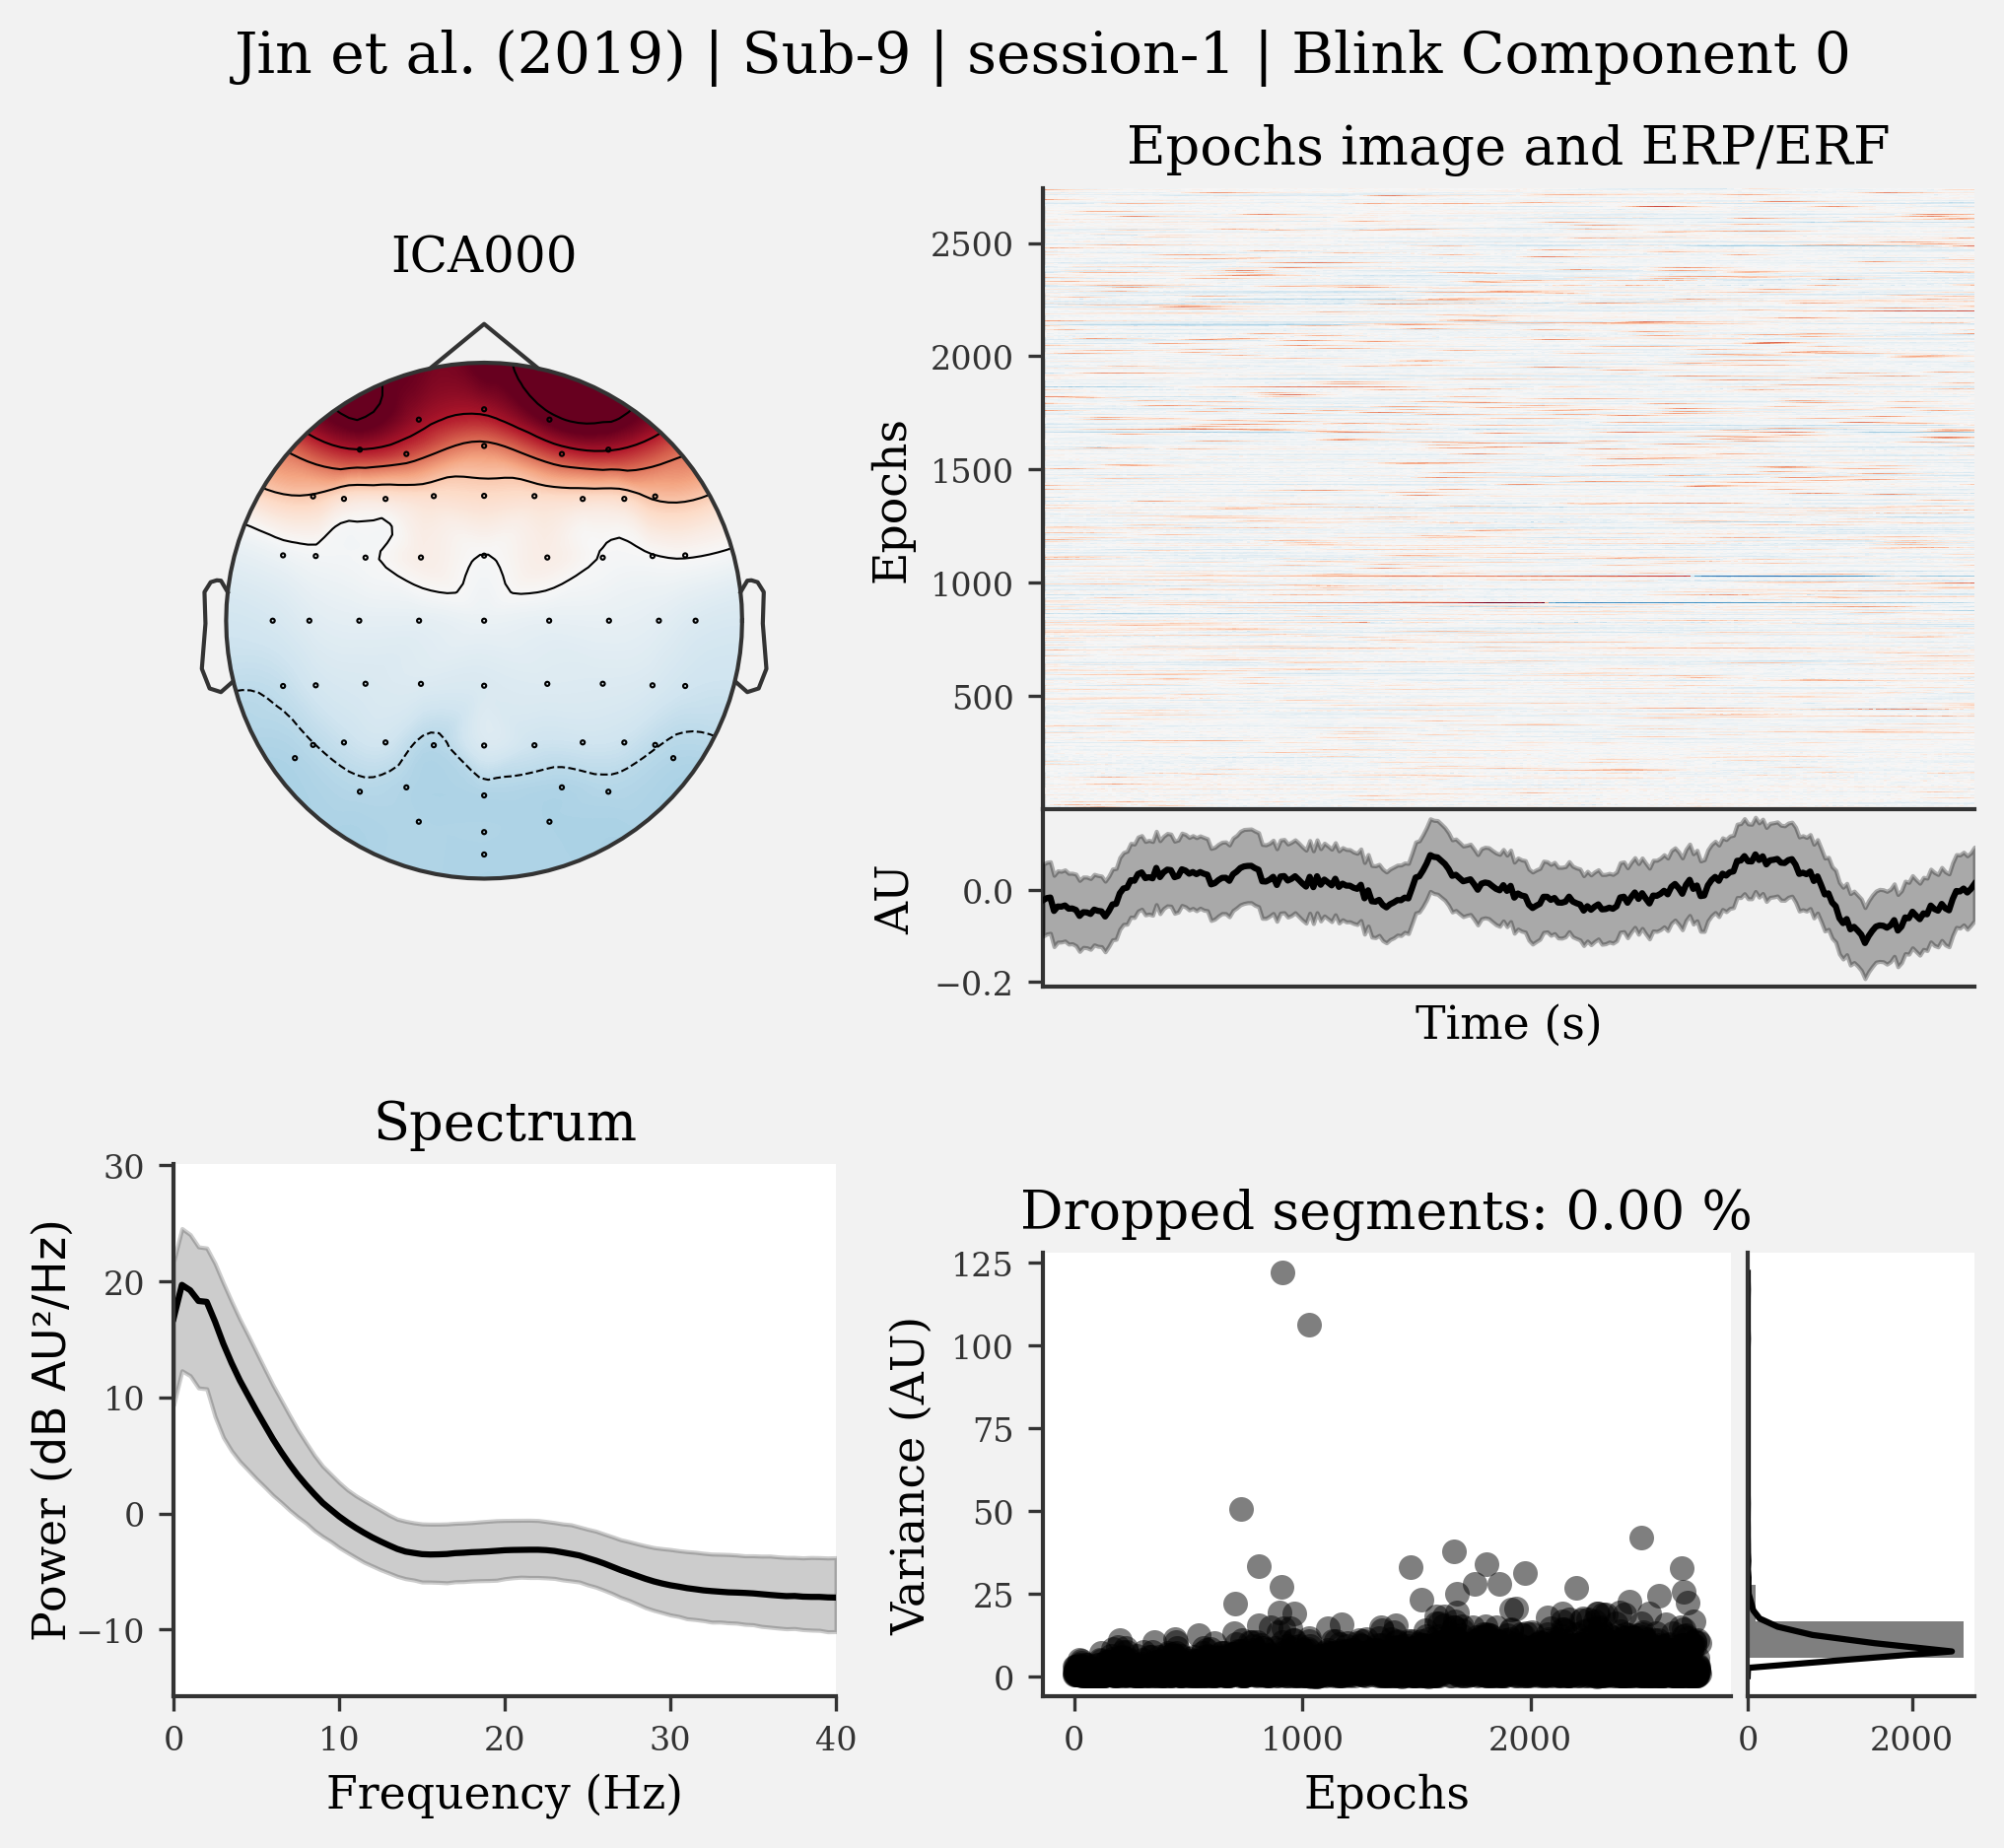 Jin et al. (2019) | Sub-9 | session-1 | Blink Component 0
ICA000
Epochs image and ERP/ERF
Epochs
2500
2000
1500
1000
500
AU
0.0
−0.2
Time (s)
Spectrum
Power (dB AU²/Hz)
30
20
10
0
−10
0 10 20 30 40
Frequency (Hz)
Dropped segments: 0.00 %
Variance (AU)
125
100
75
50
25
0
0 1000 2000
0 2000
Epochs